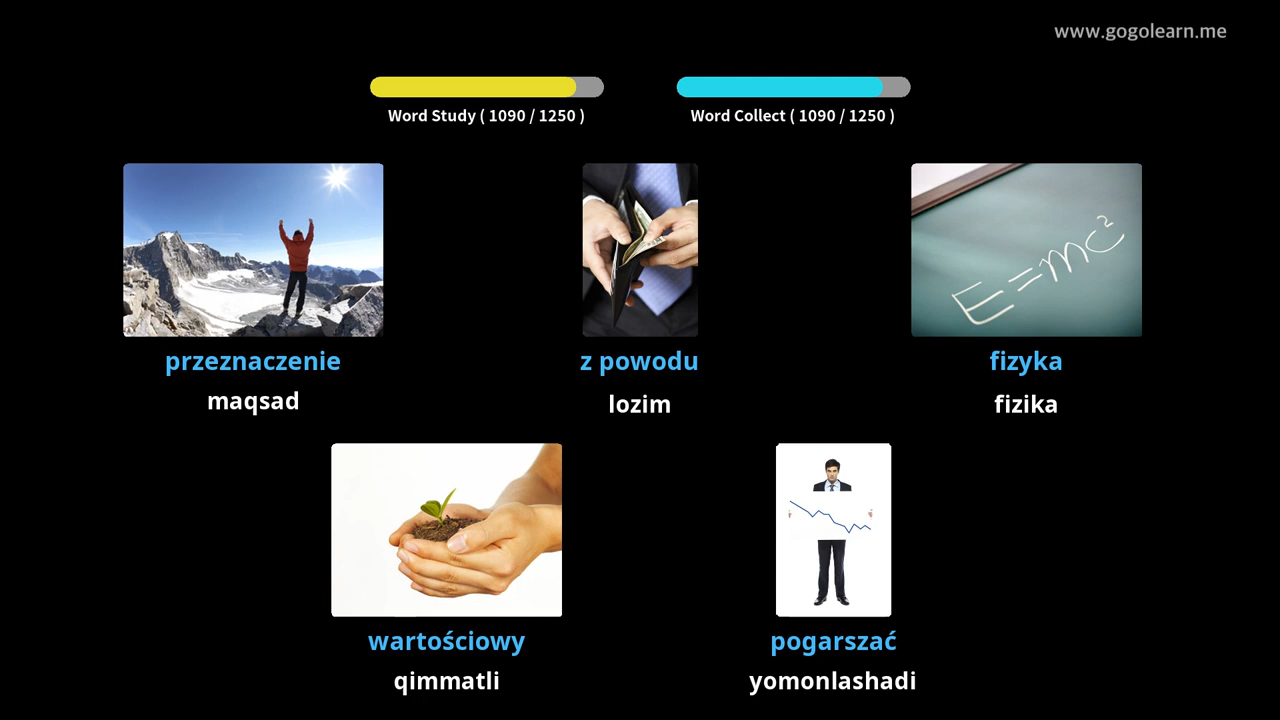 www.gogolearn.me
Word Study ( 1090 / 1250 )
Word Collect ( 1090 / 1250 )
E=mc²
przeznaczenie
z powodu
fizyka
maqsad
lozim
fizika
wartościowy
pogarszać
qimmatli
yomonlashadi